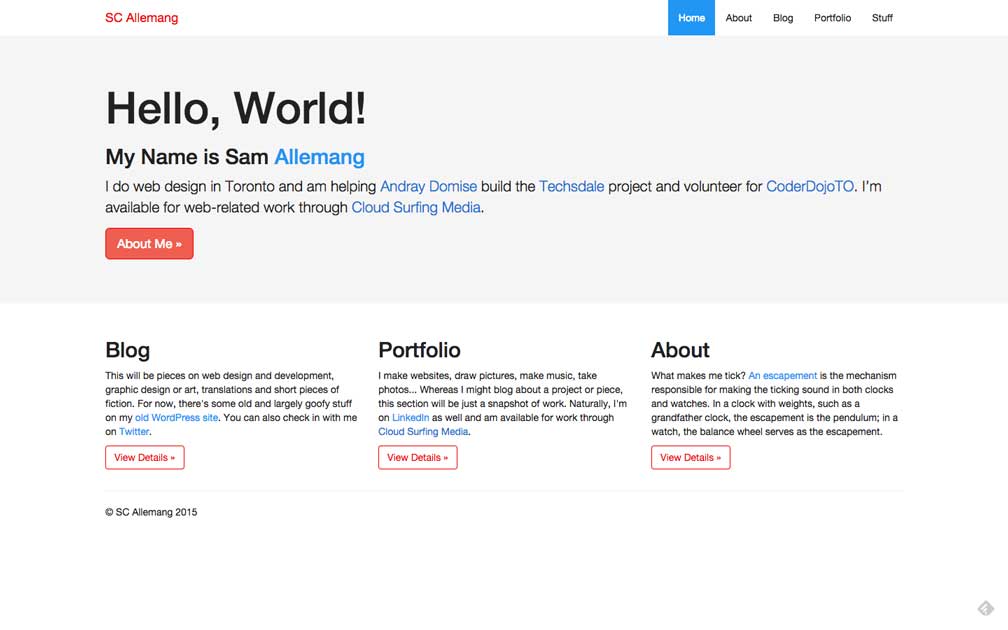 SC Allemang
Home About Blog Portfolio Stuff
Hello, World!
My Name is Sam Allemang
I do web design in Toronto and am helping Andray Domise build the Techsdale project and volunteer for CoderDojoTO. I'm
available for web-related work through Cloud Surfing Media.
About Me »
Blog
This will be pieces on web design and development,
graphic design or art, translations and short pieces of
fiction. For now, there's some old and largely goofy stuff
on my old WordPress site. You can also check in with me
on Twitter.
View Details »
Portfolio
I make websites, draw pictures, make music, take
photos... Whereas I might blog about a project or piece,
this section will be just a snapshot of work. Naturally, I'm
on LinkedIn as well and am available for work through
Cloud Surfing Media.
View Details »
About
What makes me tick? An escapement is the mechanism
responsible for making the ticking sound in both clocks
and watches. In a clock with weights, such as a
grandfather clock, the escapement is the pendulum; in a
watch, the balance wheel serves as the escapement.
View Details »
© SC Allemang 2015